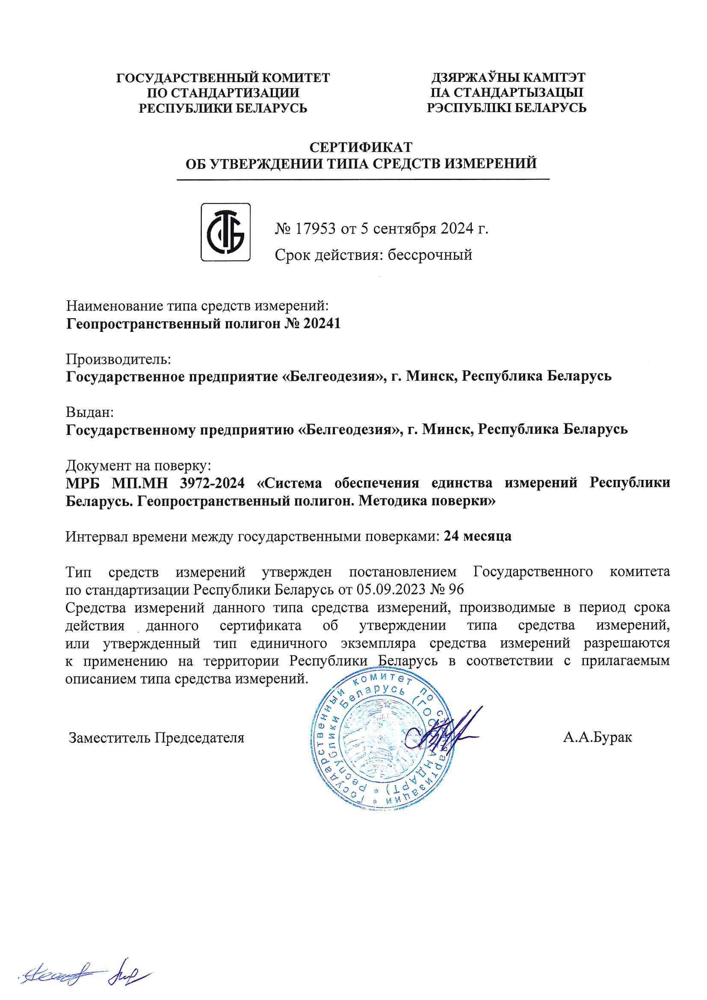 ГОСУДАРСТВЕННЫЙ КОМИТЕТ
ПО СТАНДАРТИЗАЦИИ
РЕСПУБЛИКИ БЕЛАРУСЬ
ДЗЯРЖАЎНЫ КАМІТЭТ
ПА СТАНДАРТЫЗАЦЫІ
РЭСПУБЛІКІ БЕЛАРУСЬ
СЕРТИФИКАТ
ОБ УТВЕРЖДЕНИИ ТИПА СРЕДСТВ ИЗМЕРЕНИЙ
СТБ
№ 17953 от 5 сентября 2024 г.
Срок действия: бессрочный
Наименование типа средств измерений:
Геопространственный полигон № 20241
Производитель:
Государственное предприятие «Белгеодезия», г. Минск, Республика Беларусь
Выдан:
Государственному предприятию «Белгеодезия», г. Минск, Республика Беларусь
Документ на поверку:
МРБ МП.МН 3972-2024 «Система обеспечения единства измерений Республики
Беларусь. Геопространственный полигон. Методика поверки»
Интервал времени между государственными поверками: 24 месяца
Тип средств измерений утвержден постановлением Государственного комитета
по стандартизации Республики Беларусь от 05.09.2023 № 96
Средства измерений данного типа средства измерений, производимые в период срока
действия данного сертификата об утверждении типа средства измерений,
или утвержденный тип единичного экземпляра средства измерений разрешаются
к применению на территории Республики Беларусь в соответствии с прилагаемым
описанием типа средства измерений.
Заместитель Председателя
А.А.Бурак
Государственный комитет по стандартизации *
Республики Беларусь (ГОССТАНДАРТ) *